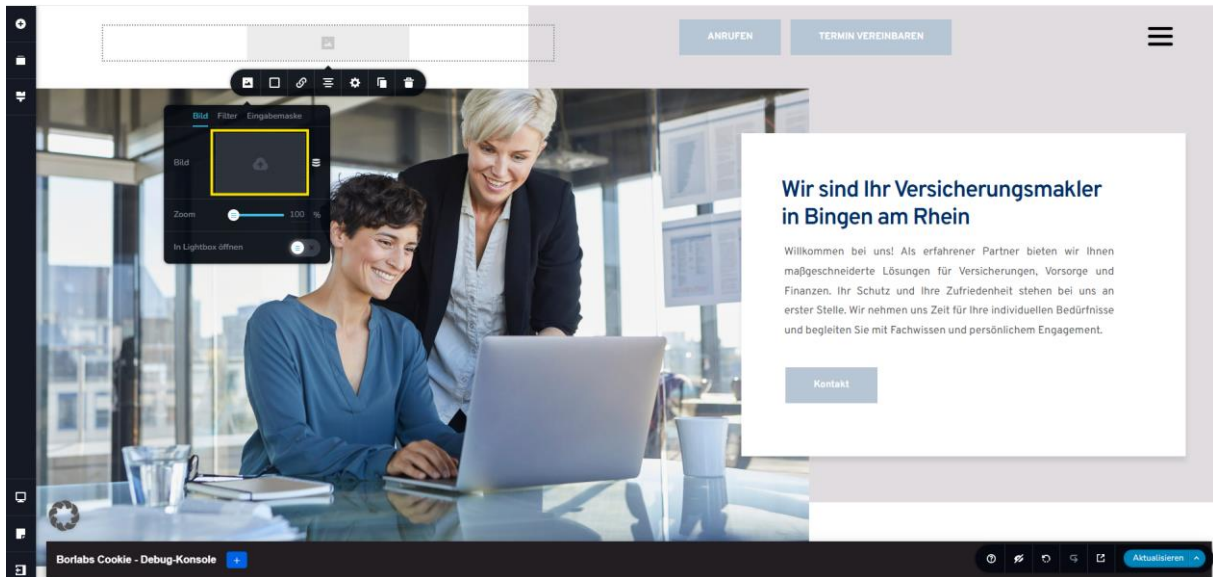 ANRUFEN
TERMIN VEREINBAREN
Bild Filter Eingabemaske
Bild
Zoom 100 %
In Lightbox öffnen
Wir sind Ihr Versicherungsmakler
in Bingen am Rhein
Willkommen bei uns! Als erfahrener Partner bieten wir Ihnen
maßgeschneiderte Lösungen für Versicherungen, Vorsorge und
Finanzen. Ihr Schutz und Ihre Zufriedenheit stehen bei uns an
erster Stelle. Wir nehmen uns Zeit für Ihre individuellen Bedürfnisse
und begleiten Sie mit Fachwissen und persönlichem Engagement.
Kontakt
Borlabs Cookie - Debug-Konsole +
Aktualisieren